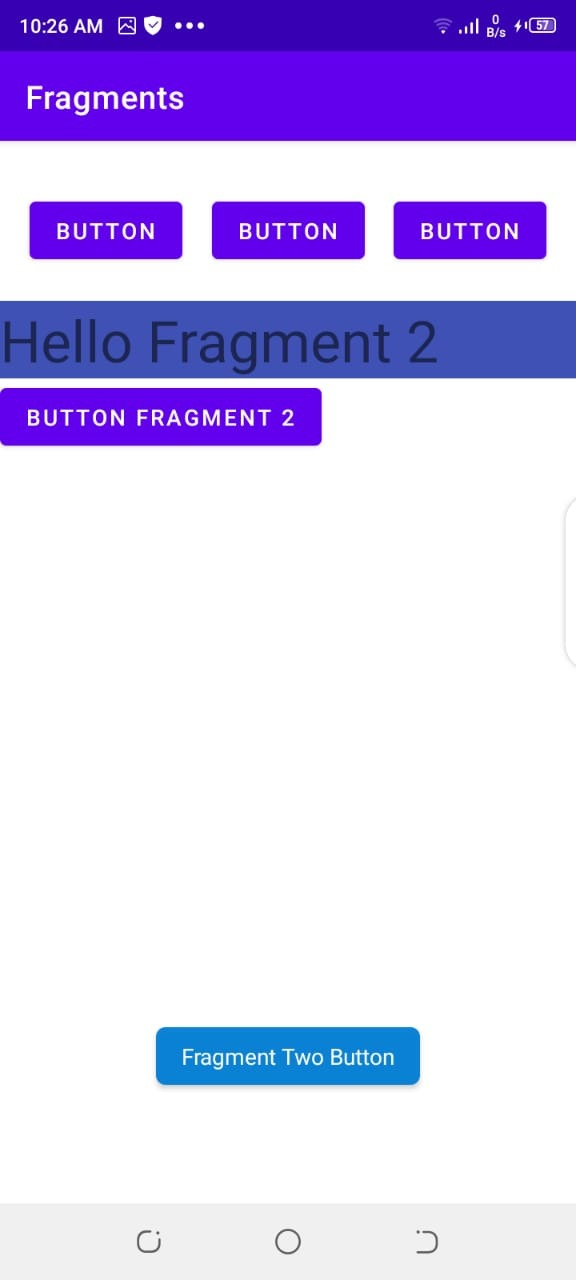 10:26 AM 0 B/s 57
Fragments
BUTTON BUTTON BUTTON
Hello Fragment 2
BUTTON FRAGMENT 2
Fragment Two Button